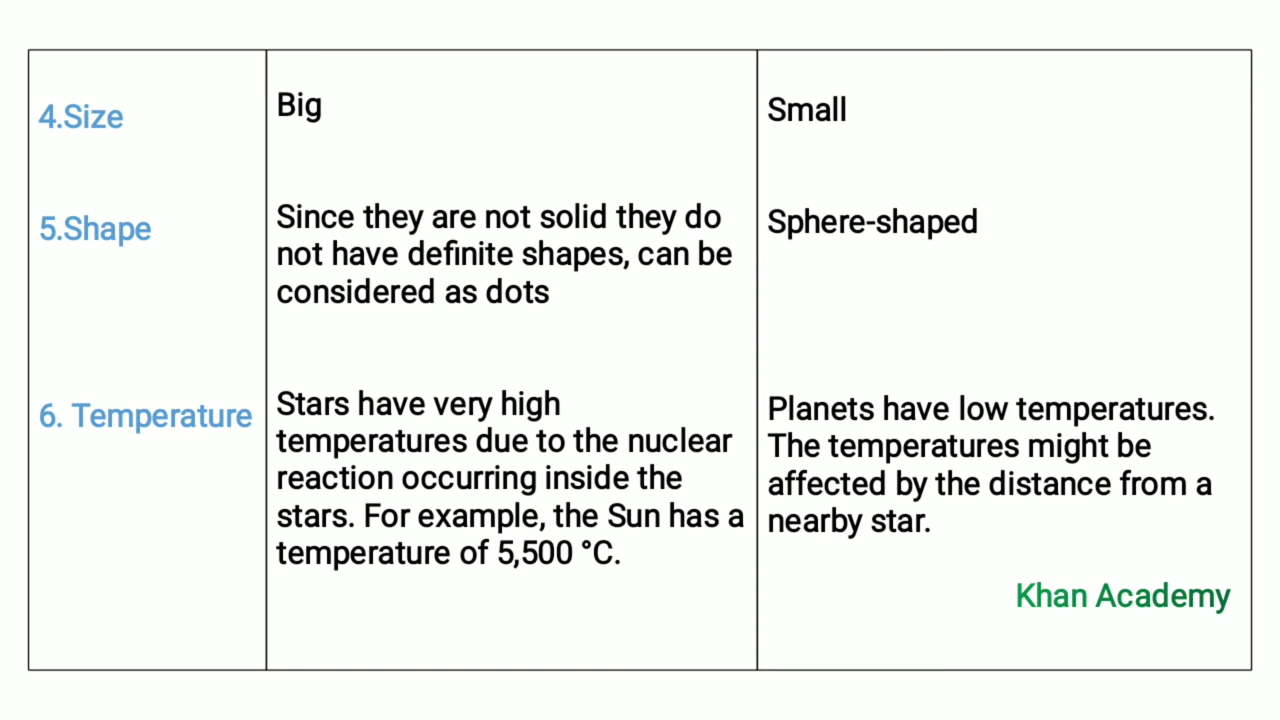 4.Size
Big
Small
5.Shape
Since they are not solid they do
not have definite shapes, can be
considered as dots
Sphere-shaped
6. Temperature
Stars have very high
temperatures due to the nuclear
reaction occurring inside the
stars. For example, the Sun has a
temperature of 5,500 °C.
Planets have low temperatures.
The temperatures might be
affected by the distance from a
nearby star.
Khan Academy